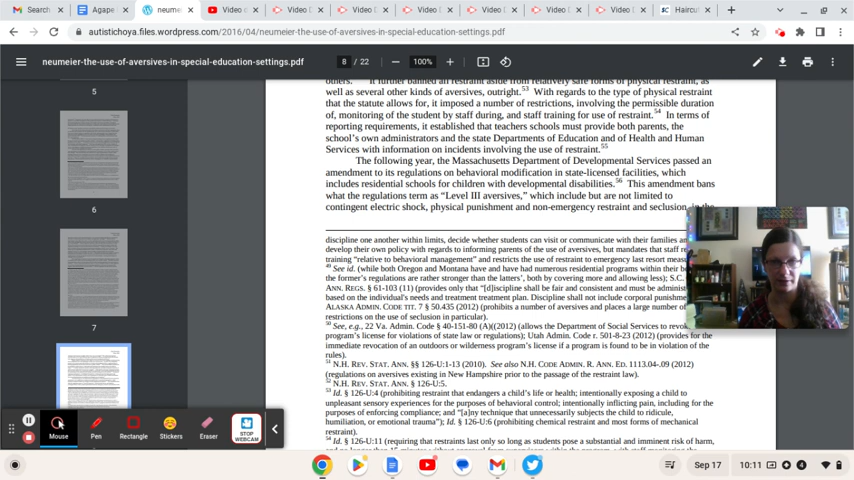 Search
Agape
neume
Video o
Video D
Video C
Video D
Video D
Video D
Video D
Haircut
autistichoya.files.wordpress.com/2016/04/neumeier-the-use-of-aversives-in-special-education-settings.pdf
neumeier-the-use-of-aversives-in-special-education-settings.pdf
8 / 22
100%
5
6
7
others. It further banned all restraint aside from relatively safe forms of physical restraint, as
well as several other kinds of aversives, outright.53 With regards to the type of physical restraint
that the statute allows for, it imposed a number of restrictions, involving the permissible duration
of, monitoring of the student by staff during, and staff training for use of restraint.54 In terms of
reporting requirements, it established that teachers schools must provide both parents, the
school's own administrators and the state Departments of Education and of Health and Human
Services with information on incidents involving the use of restraint.55
The following year, the Massachusetts Department of Developmental Services passed an
amendment to its regulations on behavioral modification in state-licensed facilities, which
includes residential schools for children with developmental disabilities.56 This amendment bans
what the regulations term as “Level III aversives,” which include but are not limited to
contingent electric shock, physical punishment and non-emergency restraint and seclusion, in the
discipline one another within limits, decide whether students can visit or communicate with their families an
develop their own policy with regards to informing parents of the use of aversives, but mandates that staff re
training “relative to behavioral management” and restricts the use of restraint to emergency last resort measu
49 See id. (while both Oregon and Montana have and have had numerous residential programs within their bo
the former's regulations are rather stronger than the latters', both by covering more and allowing less); S.C.
ANN. REGS. § 61-103 (11) (provides only that “[d]iscipline shall be fair and consistent and must be administ
based on the individual's needs and treatment treatment plan. Discipline shall not include corporal punishme
ALASKA ADMIN. CODE TIT. 7 § 50.435 (2012) (prohibits a number of aversives and places a large number of
restrictions on the use of seclusion in particular).
50 See, e.g., 22 Va. Admin. Code § 40-151-80 (A)((2012) (allows the Department of Social Services to revo
program's license for violations of state law or regulations); Utah Admin. Code r. 501-8-23 (2012) (provides for the
immediate revocation of an outdoors or wilderness program's license if a program is found to be in violation of the
rules).
51 N.H. REV. STAT. ANN. §§ 126-U:1-13 (2010). See also N.H. CODE ADMIN. R. ANN. ED. 1113.04-.09 (2012)
(regulations on aversives existing in New Hampshire prior to the passage of the restraint law).
52 N.H. REV. STAT. ANN. § 126-U:5.
53 Id. § 126-U:4 (prohibiting restraint that endangers a child's life or health; intentionally exposing a child to
unpleasant sensory experiences for the purposes of behavioral control; intentionally inflicting pain, including for the
purposes of enforcing compliance; and “[a]ny technique that unnecessarily subjects the child to ridicule,
humiliation, or emotional trauma”); Id. § 126-U:6 (prohibiting chemical restraint and most forms of mechanical
restraint).
54 Id. § 126-U:11 (requiring that restraints last only so long as students pose a substantial and imminent risk of harm,
Mouse
Pen
Rectangle
Stickers
Eraser
STOP
WEBCAM
Sep 17
10:11